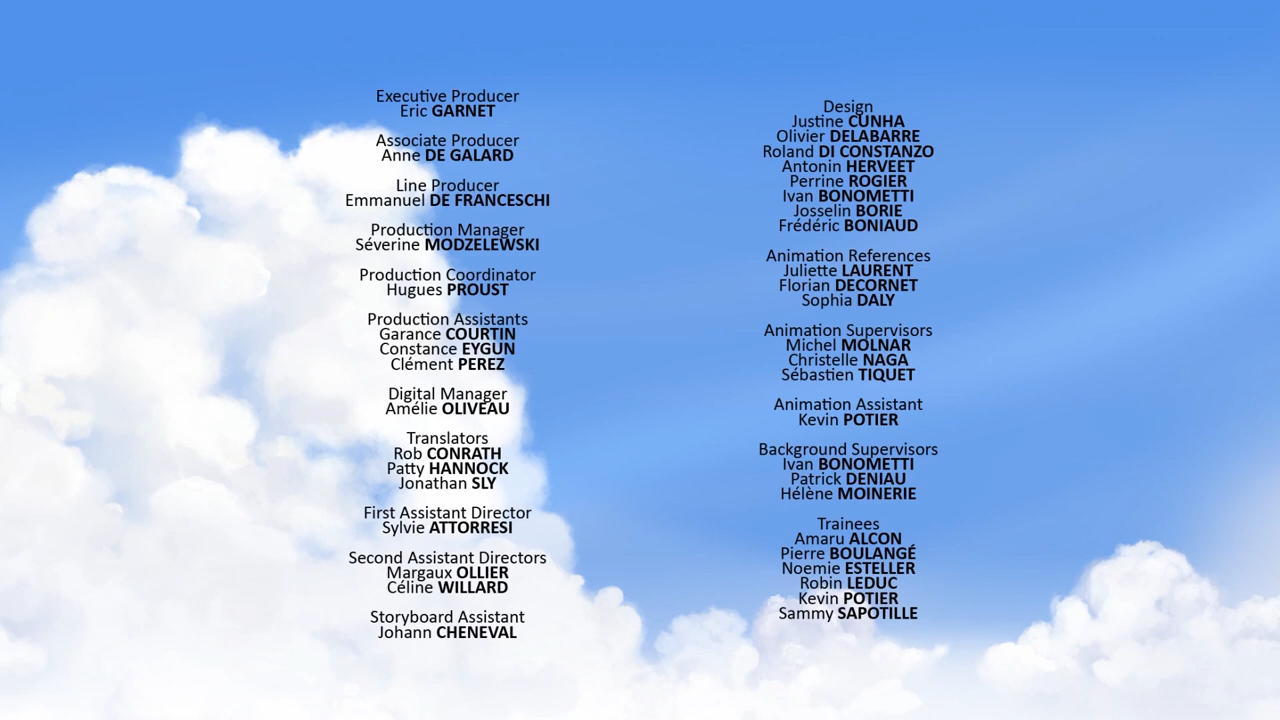 Executive Producer
Eric GARNET
Associate Producer
Anne DE GALARD
Line Producer
Emmanuel DE FRANCESCHI
Production Manager
Séverine MODZELEWSKI
Production Coordinator
Hugues PROUST
Production Assistants
Garance COURTIN
Constance EYGUN
Clément PEREZ
Digital Manager
Amélie OLIVEAU
Translators
Rob CONRATH
Patty HANNOCK
Jonathan SLY
First Assistant Director
Sylvie ATTORRESI
Second Assistant Directors
Margaux OLLIER
Céline WILLARD
Storyboard Assistant
Johann CHENEVAL
Design
Justine CUNHA
Olivier DELABARRE
Roland DI CONSTANZO
Antonin HERVEET
Perrine ROGIER
Ivan BONOMETTI
Josselin BORIE
Frédéric BONIAUD
Animation References
Juliette LAURENT
Florian DECORNET
Sophia DALY
Animation Supervisors
Michel MOLNAR
Christelle NAGA
Sébastien TIQUET
Animation Assistant
Kevin POTIER
Background Supervisors
Ivan BONOMETTI
Patrick DENIAU
Hélène MOINERIE
Trainees
Amaru ALCON
Pierre BOULANGÉ
Noemie ESTELLER
Robin LEDUC
Kevin POTIER
Sammy SAPOTILLE